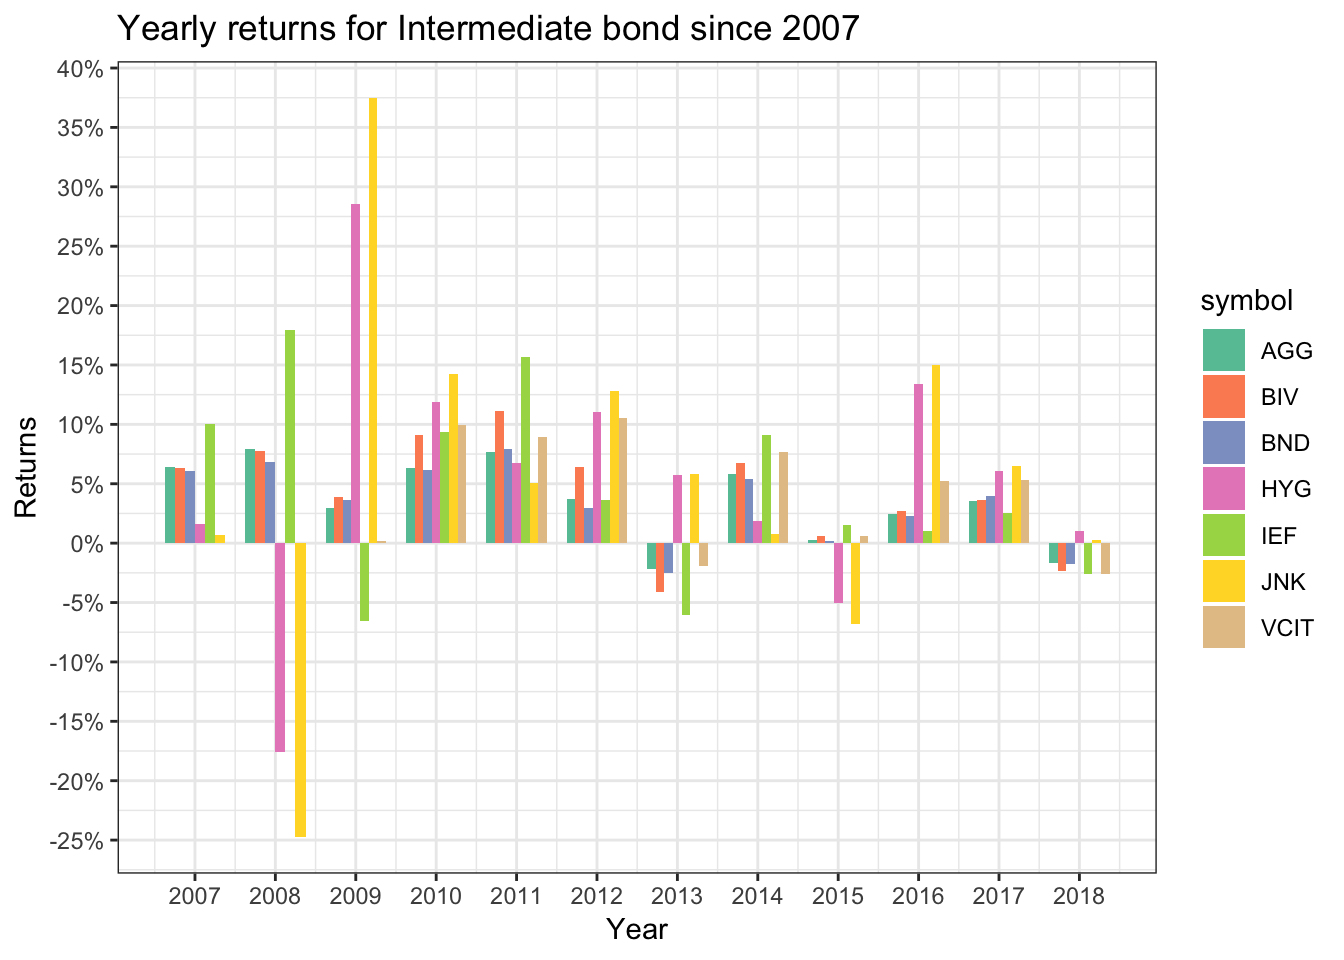 Yearly returns for Intermediate bond since 2007
40%
35%
30%
25%
20%
15%
10%
5%
0%
-5%
-10%
-15%
-20%
-25%
Returns
2007 2008 2009 2010 2011 2012 2013 2014 2015 2016 2017 2018
Year
symbol
AGG
BIV
BND
HYG
IEF
JNK
VCIT